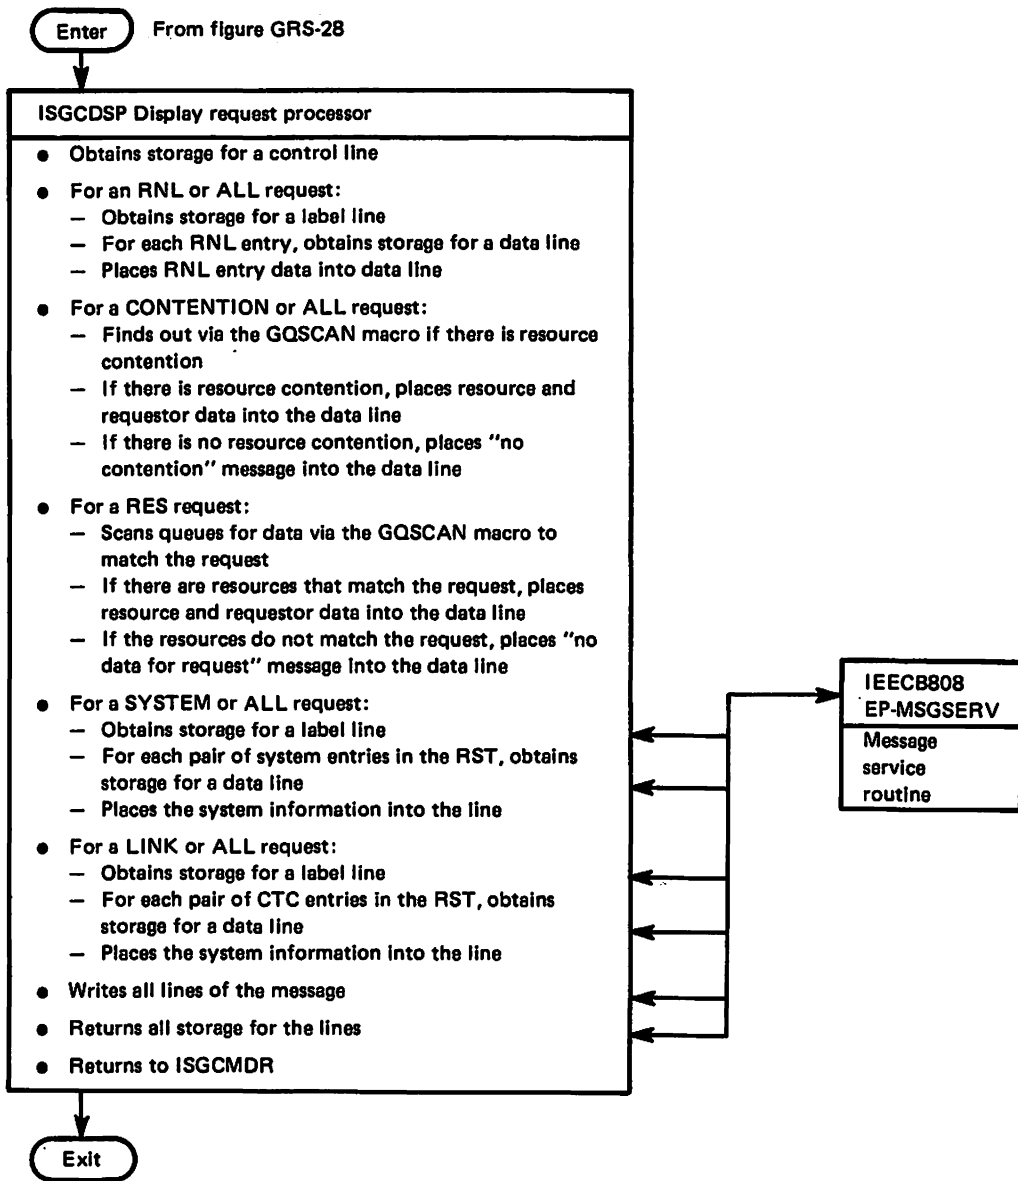 Enter
From figure GRS-28
ISGCDSP Display request processor
● Obtains storage for a control line
● For an RNL or ALL request:
— Obtains storage for a label line
— For each RNL entry, obtains storage for a data line
— Places RNL entry data into data line
● For a CONTENTION or ALL request:
— Finds out via the GQSCAN macro if there is resource
contention
— If there is resource contention, places resource and
requestor data into the data line
— If there is no resource contention, places "no
contention" message into the data line
● For a RES request:
— Scans queues for data via the GQSCAN macro to
match the request
— If there are resources that match the request, places
resource and requestor data into the data line
— If the resources do not match the request, places "no
data for request" message into the data line
● For a SYSTEM or ALL request:
— Obtains storage for a label line
— For each pair of system entries in the RST, obtains
storage for a data line
— Places the system information into the line
● For a LINK or ALL request:
— Obtains storage for a label line
— For each pair of CTC entries in the RST, obtains
storage for a data line
— Places the system information into the line
● Writes all lines of the message
● Returns all storage for the lines
● Returns to ISGCMDR
IEECB808
EP-MSGSERV
Message
service
routine
Exit